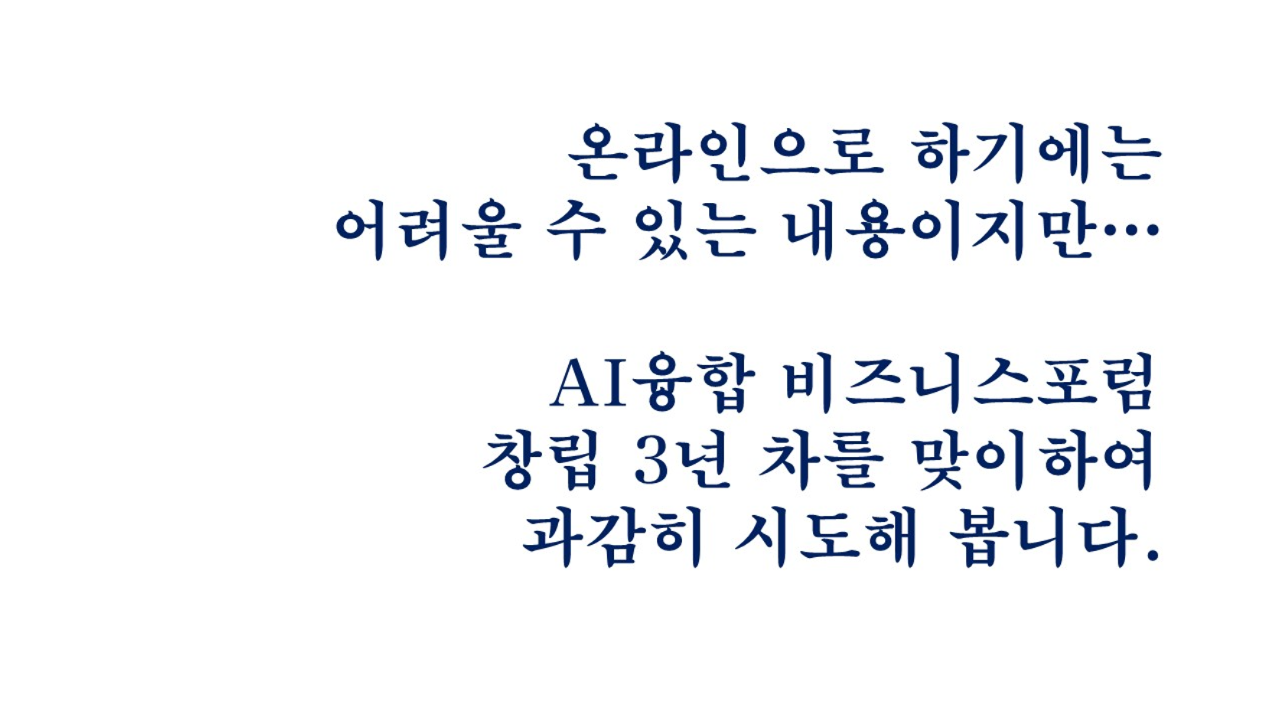 온라인으로 하기에는
어려울 수 있는 내용이지만…
AI융합 비즈니스포럼
창립 3년 차를 맞이하여
과감히 시도해 봅니다.